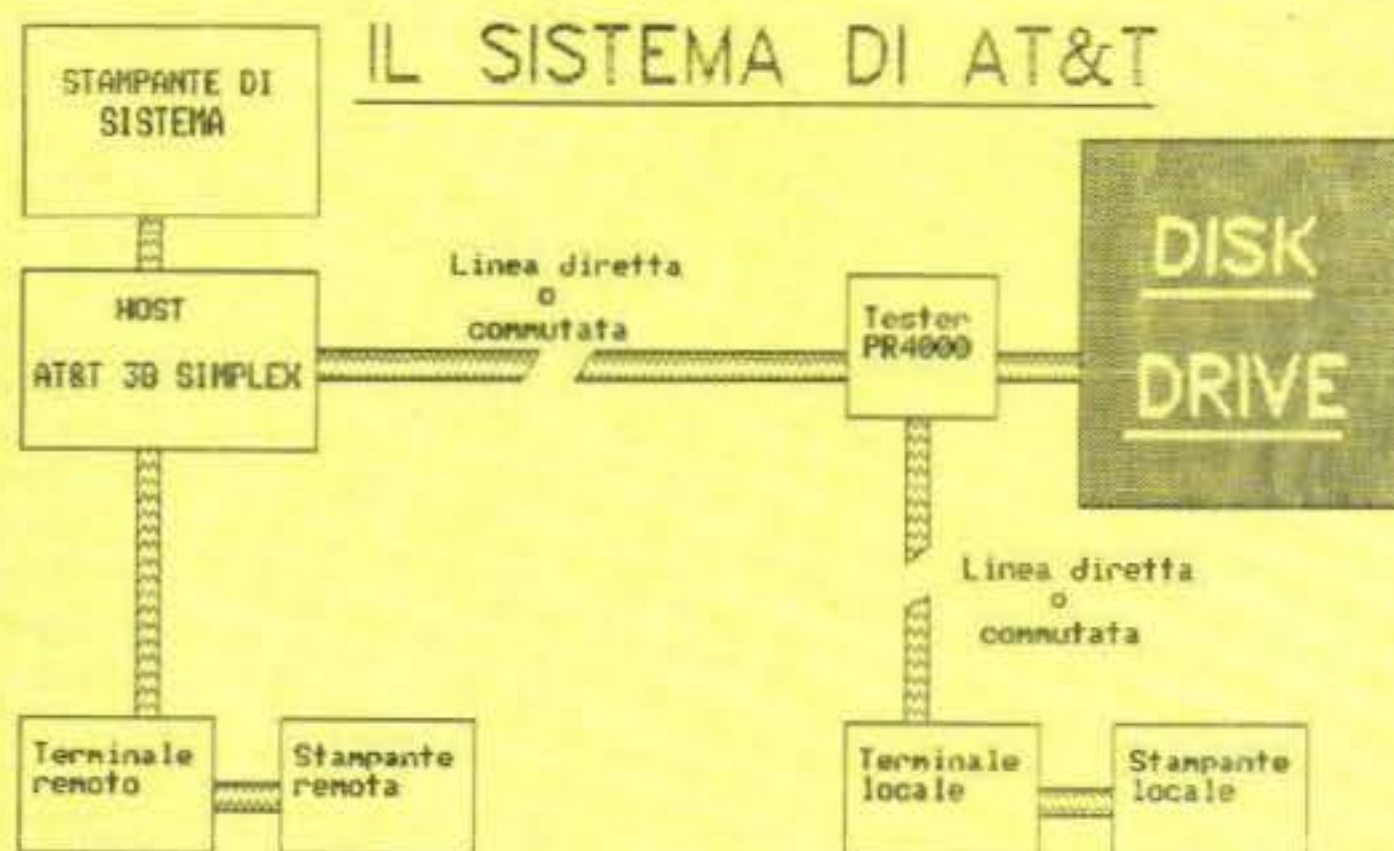 IL SISTEMA DI AT&T
STAMPANTE DI
SISTEMA
HOST
AT&T 3B SIMPLEX
Linea diretta
o
commutata
Tester
PR4000
DISK
DRIVE
Linea diretta
o
commutata
Terminale
remoto
Stampante
remota
Terminale
locale
Stampante
locale